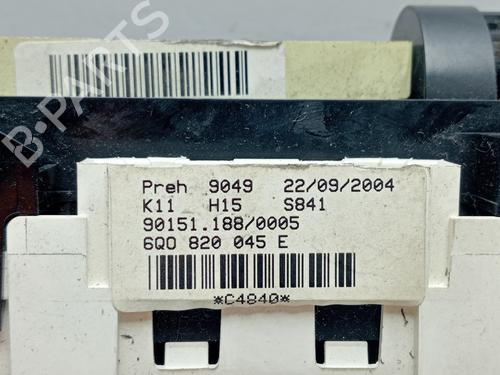 B-PARTS
Preh 9049 22/09/2004
K11 H15 S841
90151.188/0005
6Q0 820 045 E
*C4840*